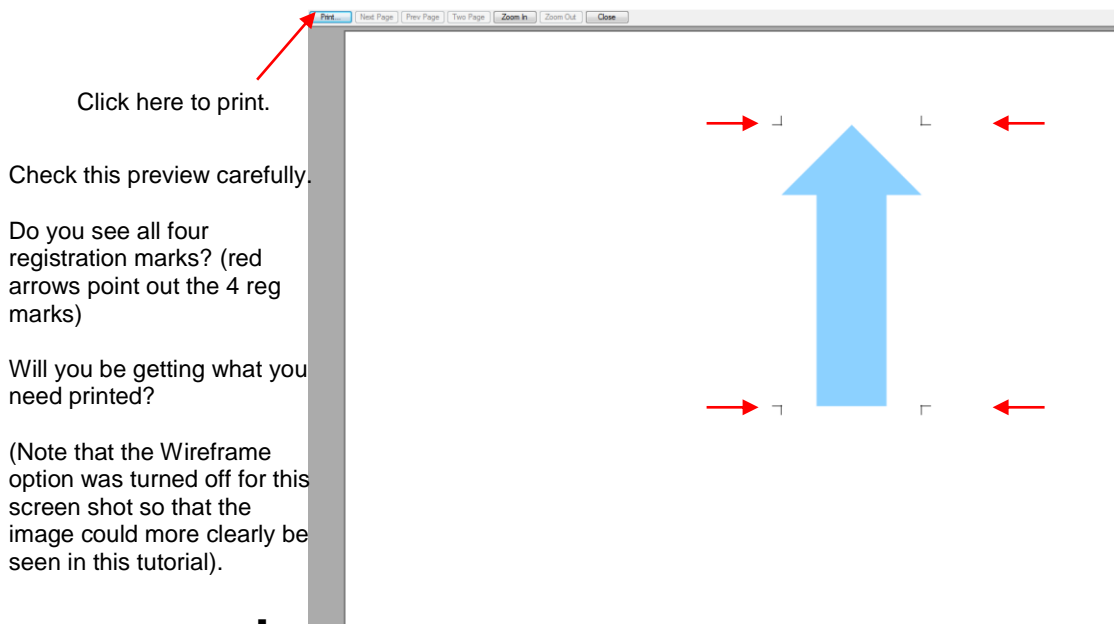 Print... Next Page Prev Page Two Page Zoom In Zoom Out Close
Click here to print.
Check this preview carefully.
Do you see all four
registration marks? (red
arrows point out the 4 reg
marks)
Will you be getting what you
need printed?
(Note that the Wireframe
option was turned off for this
screen shot so that the
image could more clearly be
seen in this tutorial).